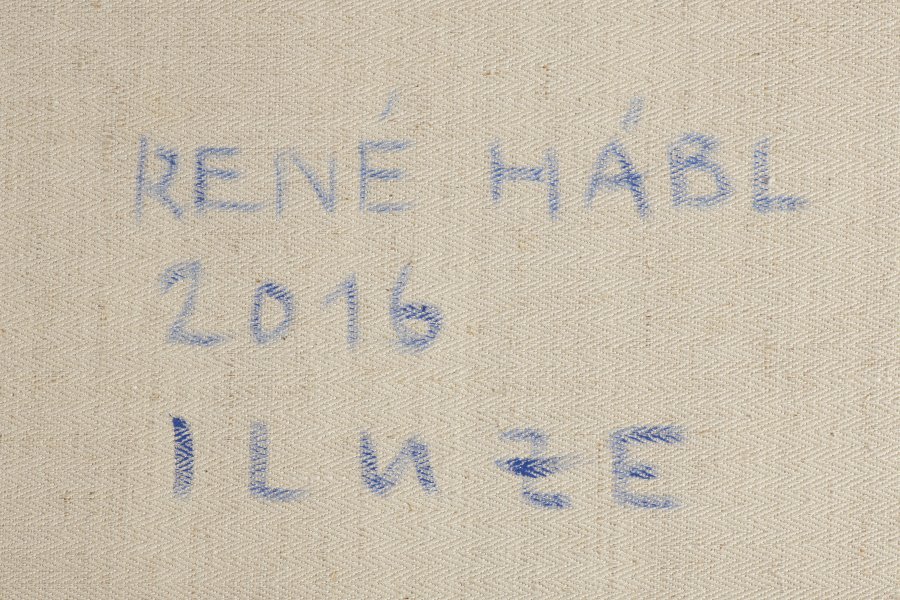 RENÉ HÁBL
2016
ILUZE